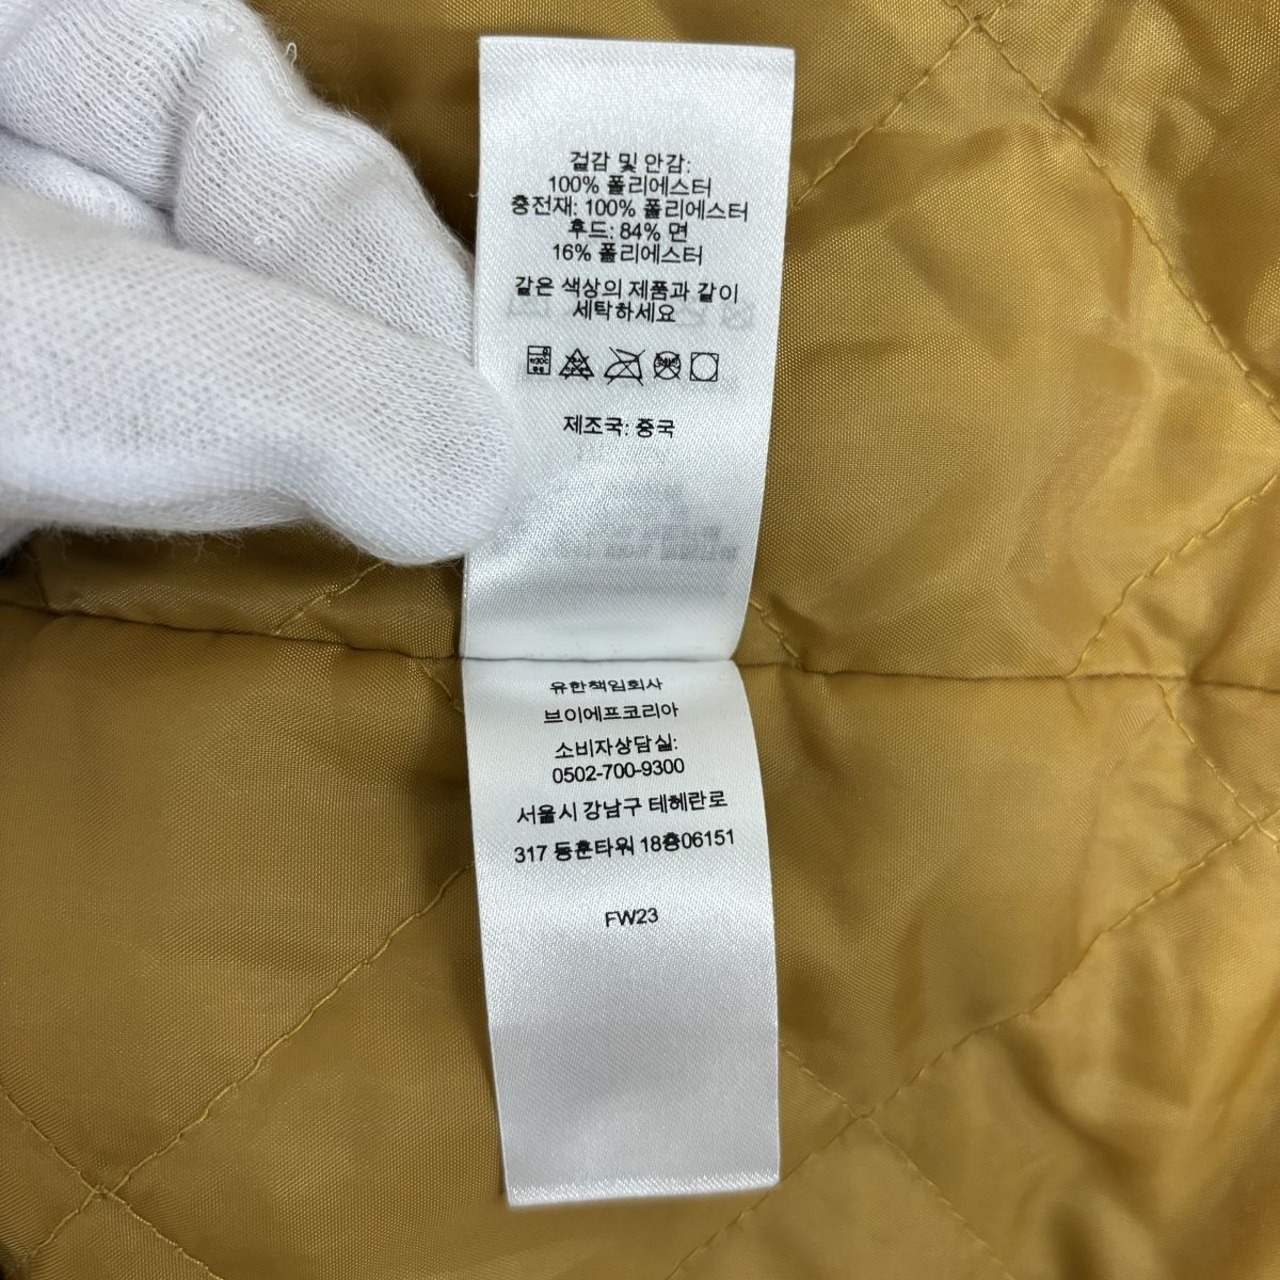 겉감 및 안감:
100% 폴리에스터
충전재: 100% 폴리에스터
후드: 84% 면
16% 폴리에스터
같은 색상의 제품과 같이
세탁하세요
제조국: 중국
유한책임회사
브이에프코리아
소비자상담실:
0502-700-9300
서울시 강남구 테헤란로
317 동훈타워 18층06151
FW23